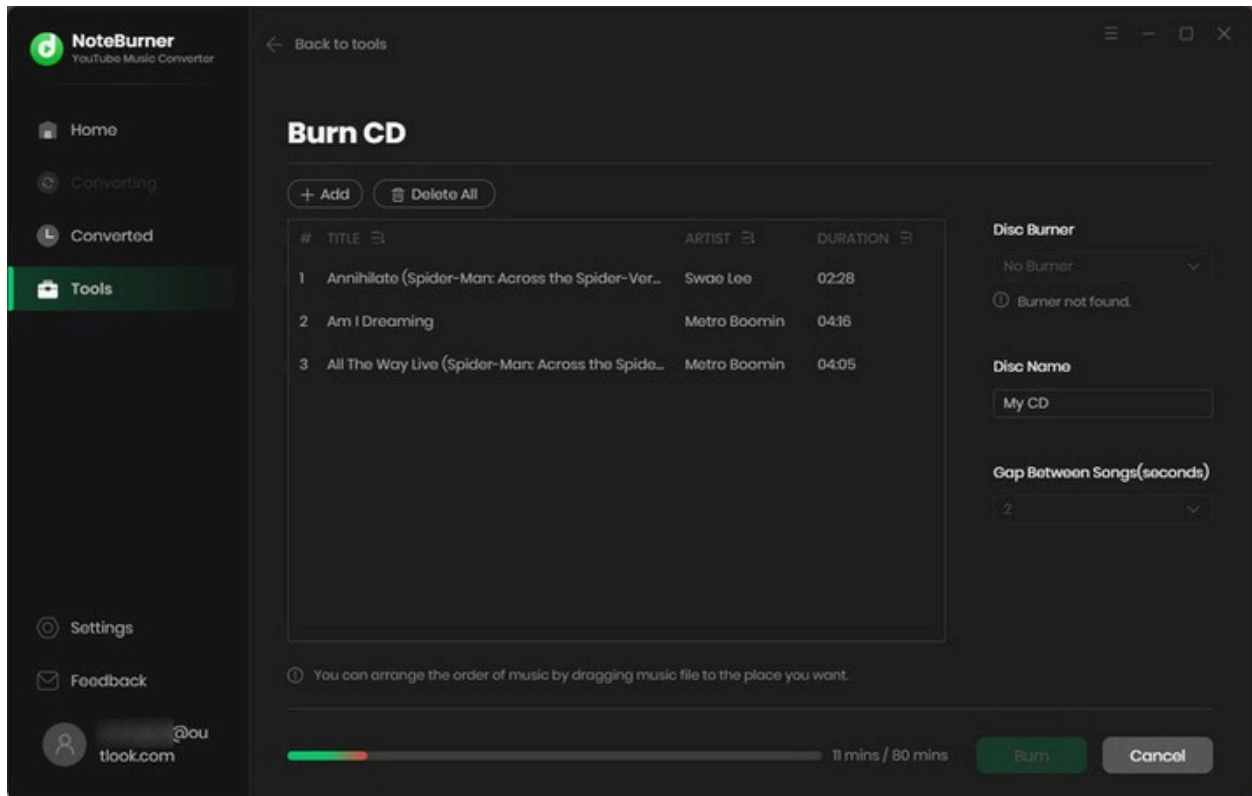 NoteBurner
YouTube Music Converter
Back to tools
Home
Converting
Converted
Tools
Settings
Feedback
@ou
tlook.com
Burn CD
+ Add
Delete All
# TITLE ARTIST DURATION
1 Annihilate (Spider-Man: Across the Spider-Ver... Swae Lee 02:28
2 Am I Dreaming Metro Boomin 04:16
3 All The Way Live (Spider-Man: Across the Spide... Metro Boomin 04:05
Disc Burner
No Burner
Burner not found.
Disc Name
My CD
Gap Between Songs(seconds)
2
You can arrange the order of music by dragging music file to the place you want.
11 mins / 80 mins
Burn
Cancel